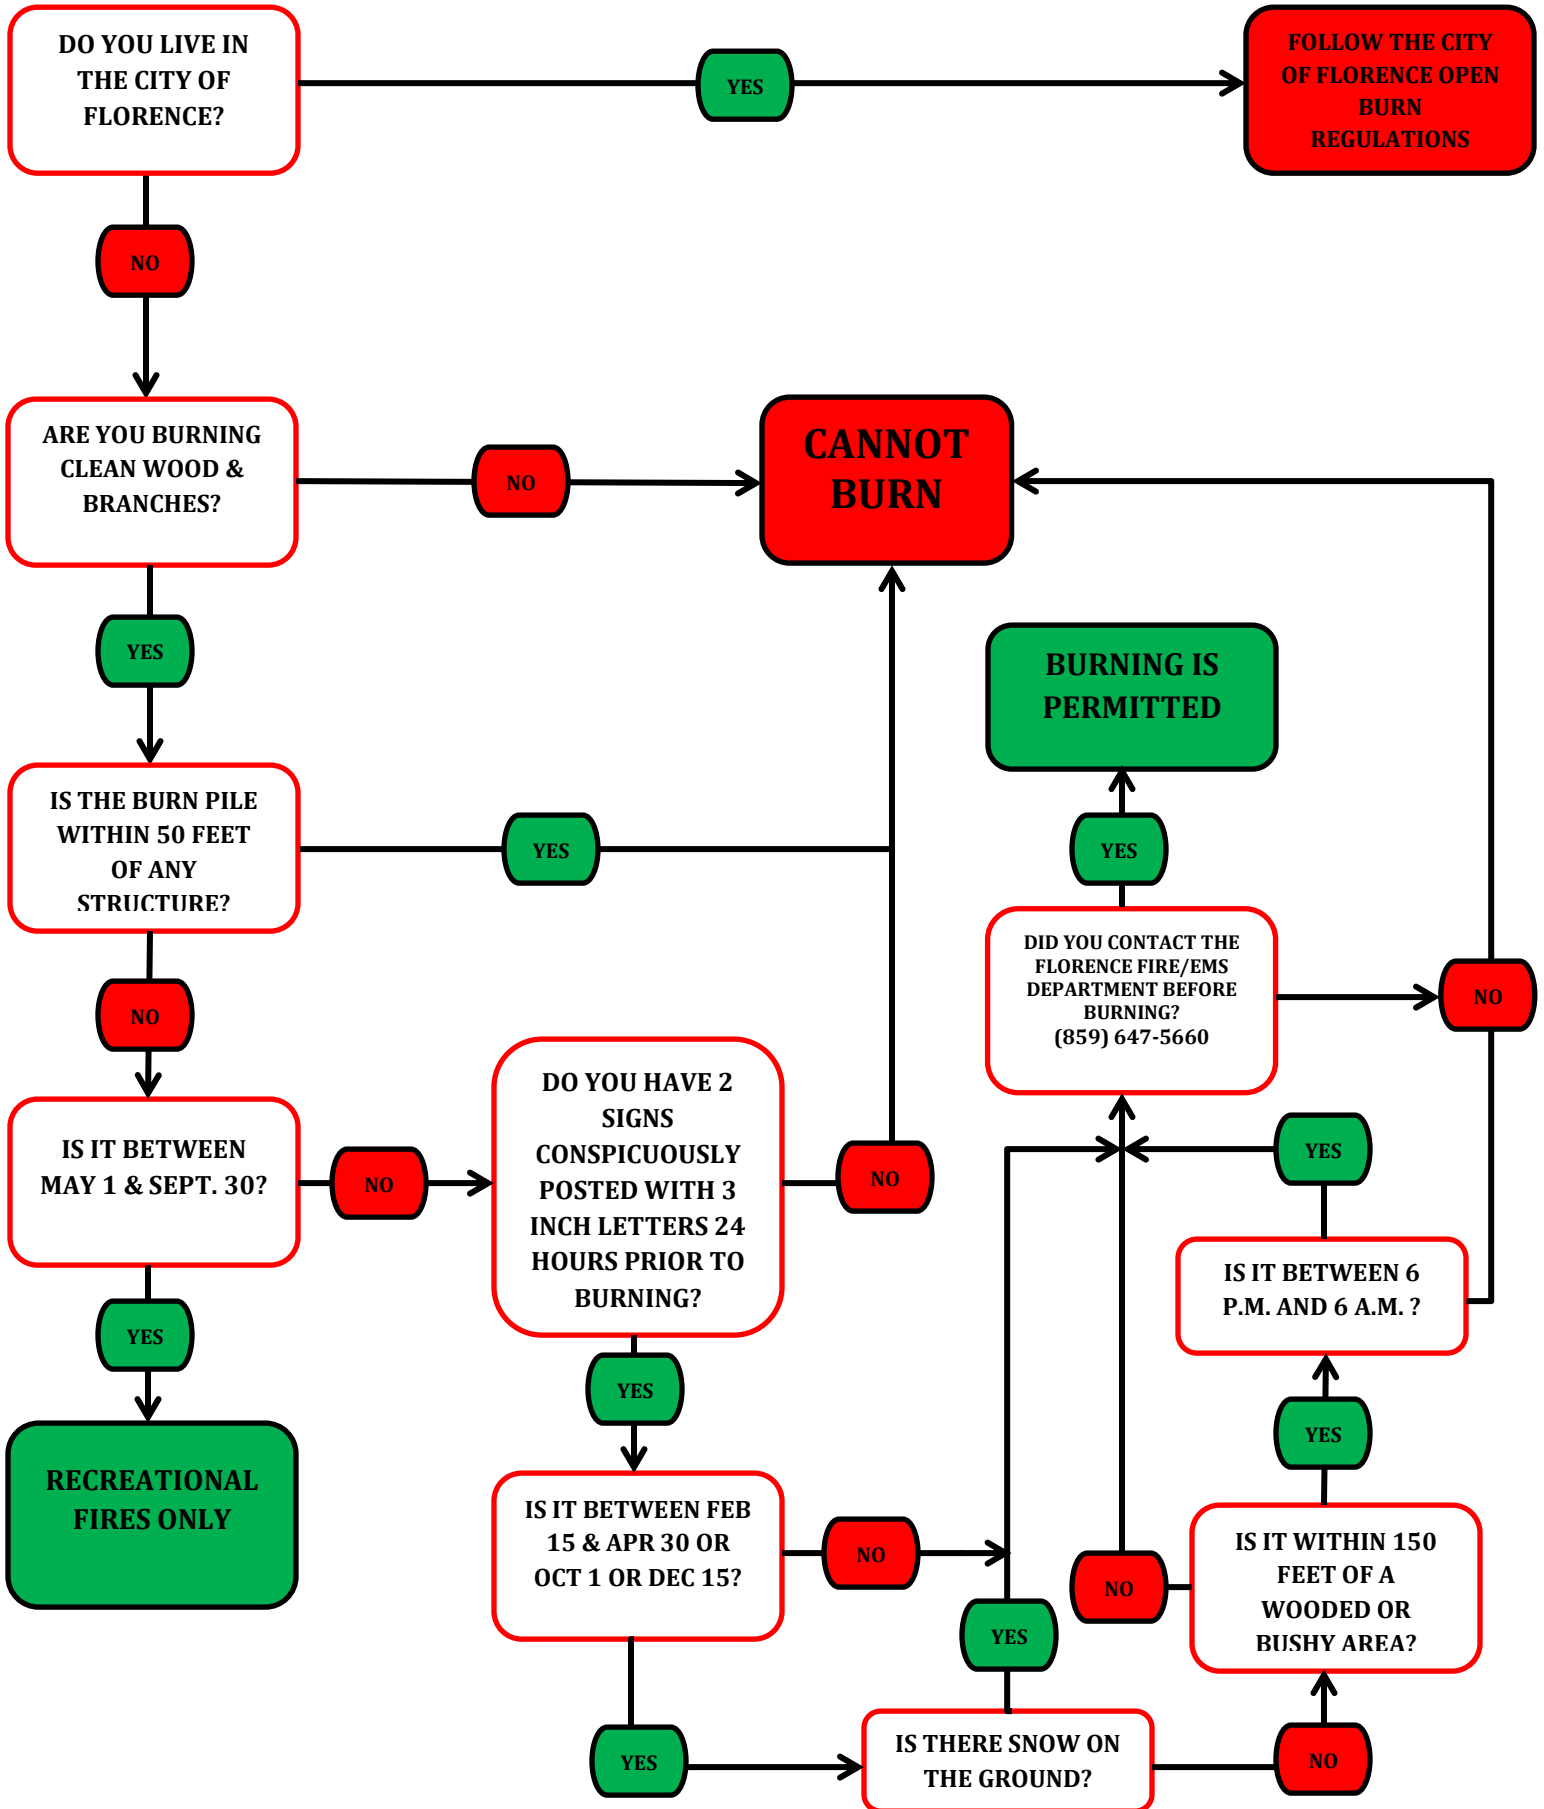 DO YOU LIVE IN
THE CITY OF
FLORENCE?
YES
FOLLOW THE CITY
OF FLORENCE OPEN
BURN
REGULATIONS
NO
ARE YOU BURNING
CLEAN WOOD &
BRANCHES?
NO
CANNOT
BURN
YES
BURNING IS
PERMITTED
IS THE BURN PILE
WITHIN 50 FEET
OF ANY
STRUCTURE?
YES
YES
DID YOU CONTACT THE
FLORENCE FIRE/EMS
DEPARTMENT BEFORE
BURNING?
(859) 647-5660
NO
NO
IS IT BETWEEN
MAY 1 & SEPT. 30?
NO
DO YOU HAVE 2
SIGNS
CONSPICUOUSLY
POSTED WITH 3
INCH LETTERS 24
HOURS PRIOR TO
BURNING?
NO
YES
IS IT BETWEEN 6
P.M. AND 6 A.M. ?
YES
YES
YES
RECREATIONAL
FIRES ONLY
IS IT BETWEEN FEB
15 & APR 30 OR
OCT 1 OR DEC 15?
NO
NO
IS IT WITHIN 150
FEET OF A
WOODED OR
BUSHY AREA?
YES
YES
IS THERE SNOW ON
THE GROUND?
NO